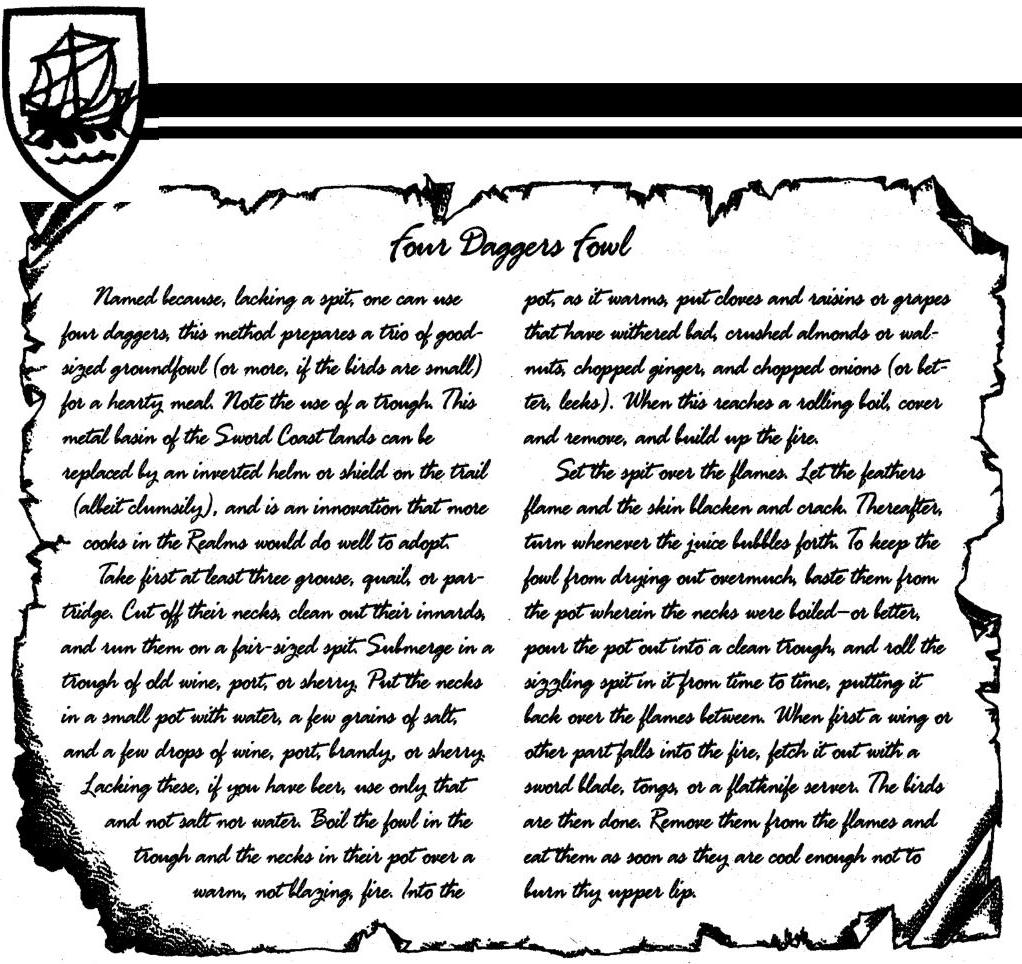 Four Daggers Fowl
Named because, lacking a spit, one can use
four daggers, this method prepares a trio of good-
sized groundfowl (or more, if the birds are small)
for a hearty meal. Note the use of a trough. This
metal basin of the Sword Coast lands can be
replaced by an inverted helm or shield on the trail
(albeit clumsily), and is an innovation that more
cooks in the Realms would do well to adopt.
Take first at least three grouse, quail, or par-
tridge. Cut off their necks, clean out their innards,
and run them on a fair-sized spit. Submerge in a
trough of old wine, port, or sherry. Put the necks
in a small pot with water, a few grains of salt,
and a few drops of wine, port, brandy, or sherry.
Lacking these, if you have beer, use only that
and not salt nor water. Boil the fowl in the
trough and the necks in their pot over a
warm, not blazing, fire. Into the
pot, as it warms, put cloves and raisins or grapes
that have withered bad, crushed almonds or wal-
nuts, chopped ginger, and chopped onions (or bet-
ter, leeks). When this reaches a rolling boil, cover
and remove, and build up the fire.
Set the spit over the flames. Let the feathers
flame and the skin blacken and crack. Thereafter,
turn whenever the juice bubbles forth. To keep the
fowl from drying out overmuch, baste them from
the pot wherein the necks were boiled—or better,
pour the pot out into a clean trough, and roll the
sizzling spit in it from time to time, putting it
back over the flames between. When first a wing or
other part falls into the fire, fetch it out with a
sword blade, tongs, or a flatknife server. The birds
are then done. Remove them from the flames and
eat them as soon as they are cool enough not to
burn thy upper lip.